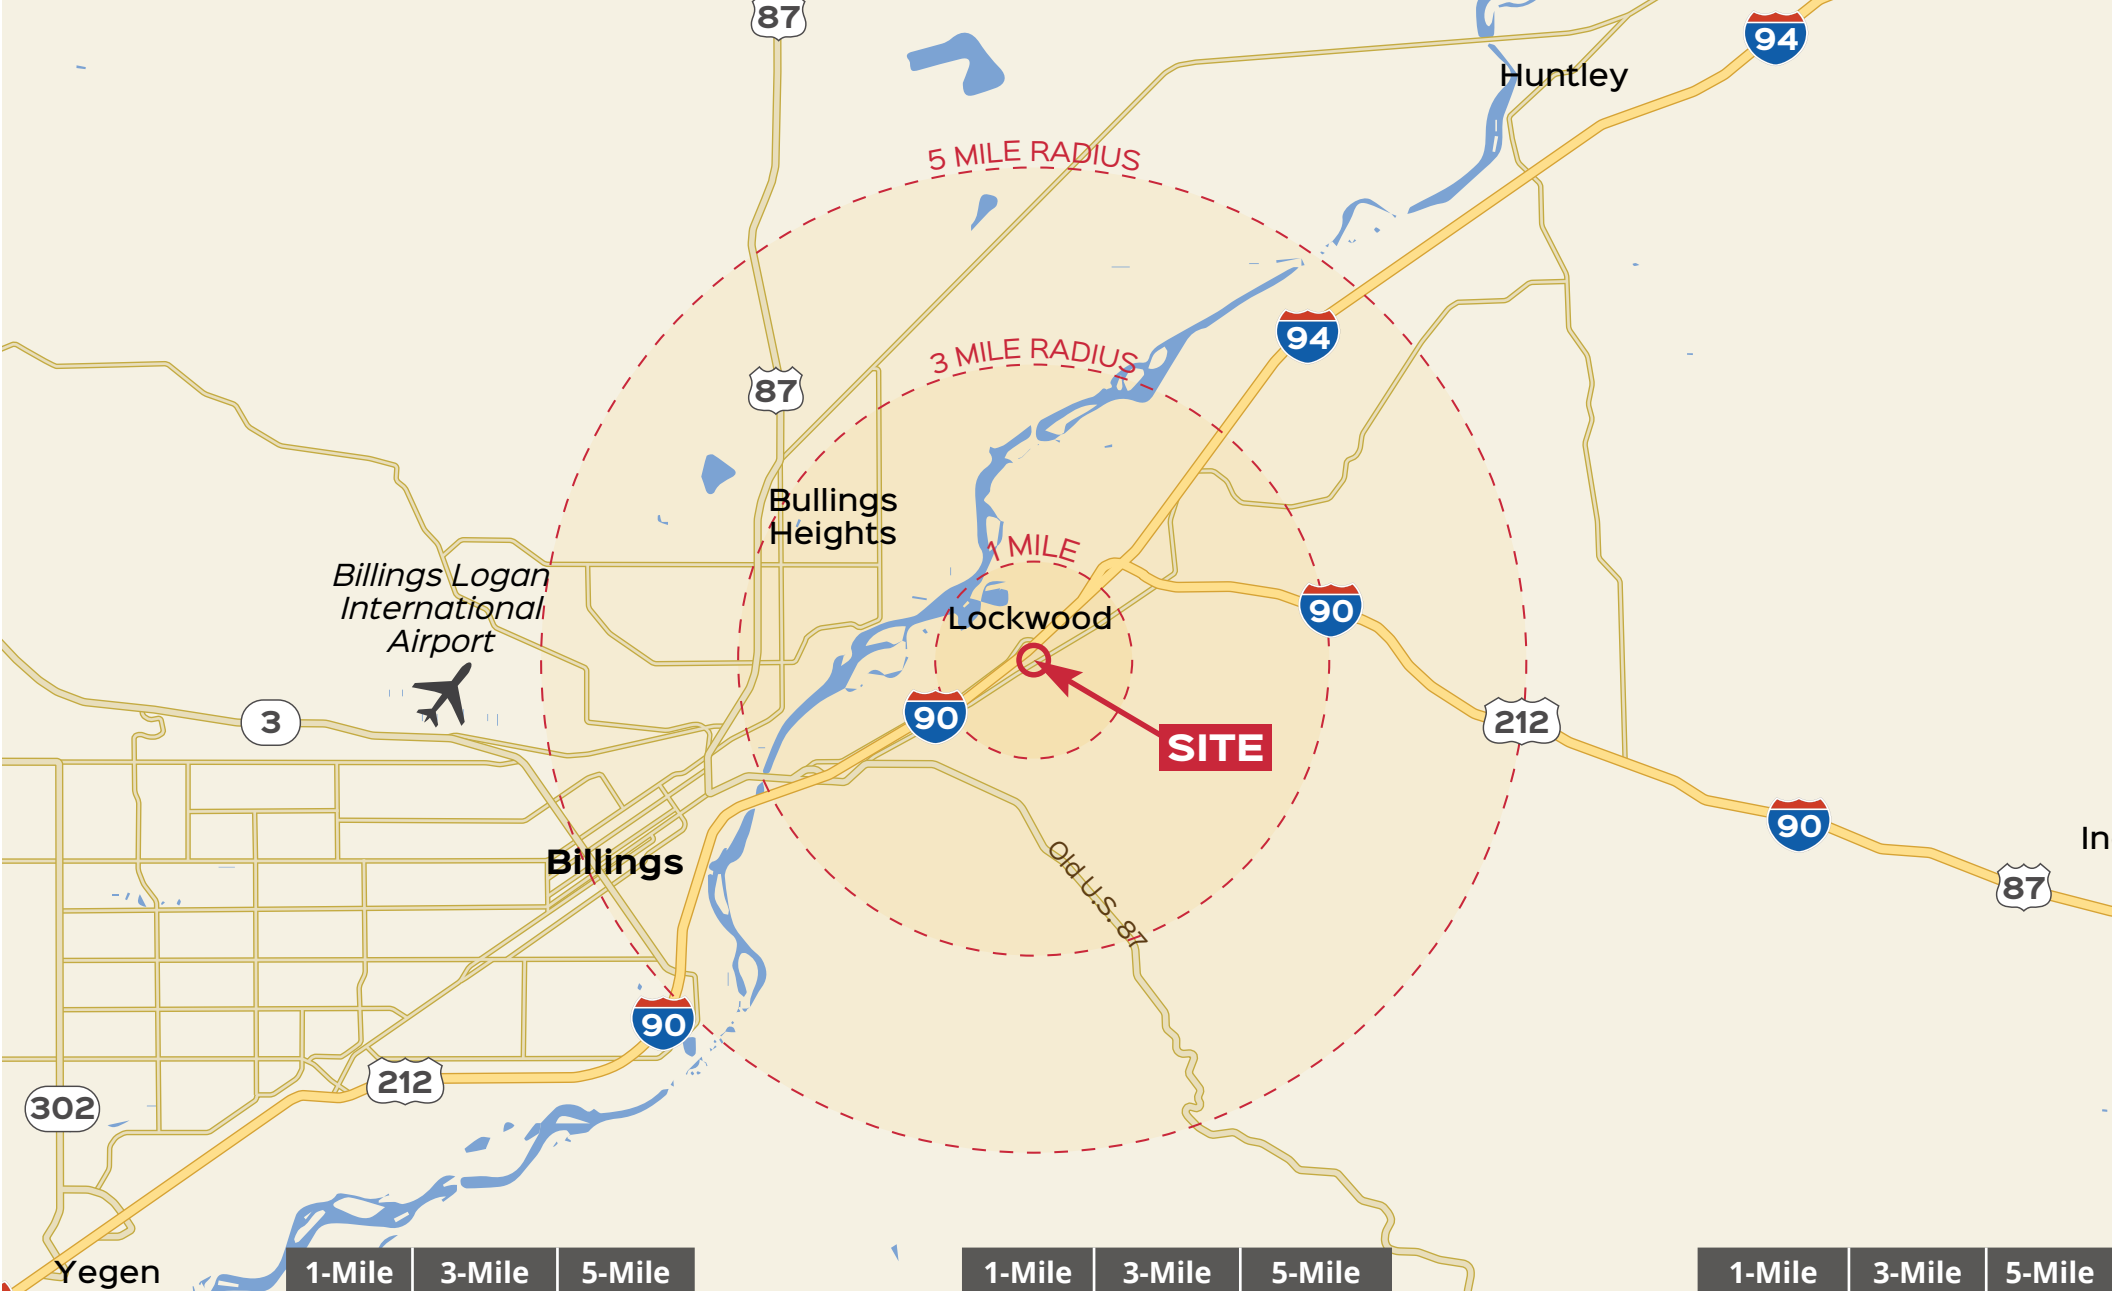 87
94
Huntley
5 MILE RADIUS
94
3 MILE RADIUS
87
Bullings
Heights
1 MILE
Billings Logan
International
Airport
90
Lockwood
3
90
212
SITE
90
In
Billings
Old U.S. 87
87
90
212
302
Yegen
1-Mile 3-Mile 5-Mile
1-Mile 3-Mile 5-Mile
1-Mile 3-Mile 5-Mile